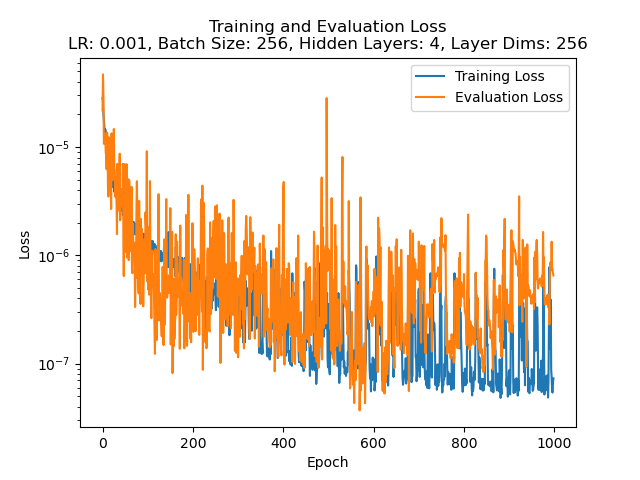 Training and Evaluation Loss
LR: 0.001, Batch Size: 256, Hidden Layers: 4, Layer Dims: 256
Training Loss
Evaluation Loss
Loss
10⁻⁵
10⁻⁶
10⁻⁷
0 200 400 600 800 1000
Epoch